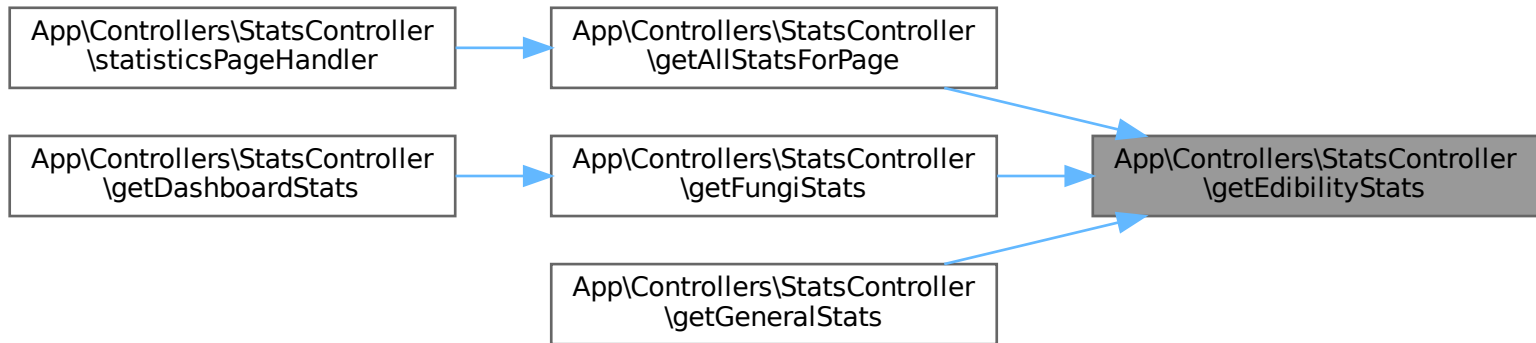 App\Controllers\StatsController
\statisticsPageHandler
App\Controllers\StatsController
\getAllStatsForPage
App\Controllers\StatsController
\getDashboardStats
App\Controllers\StatsController
\getFungiStats
App\Controllers\StatsController
\getEdibilityStats
App\Controllers\StatsController
\getGeneralStats